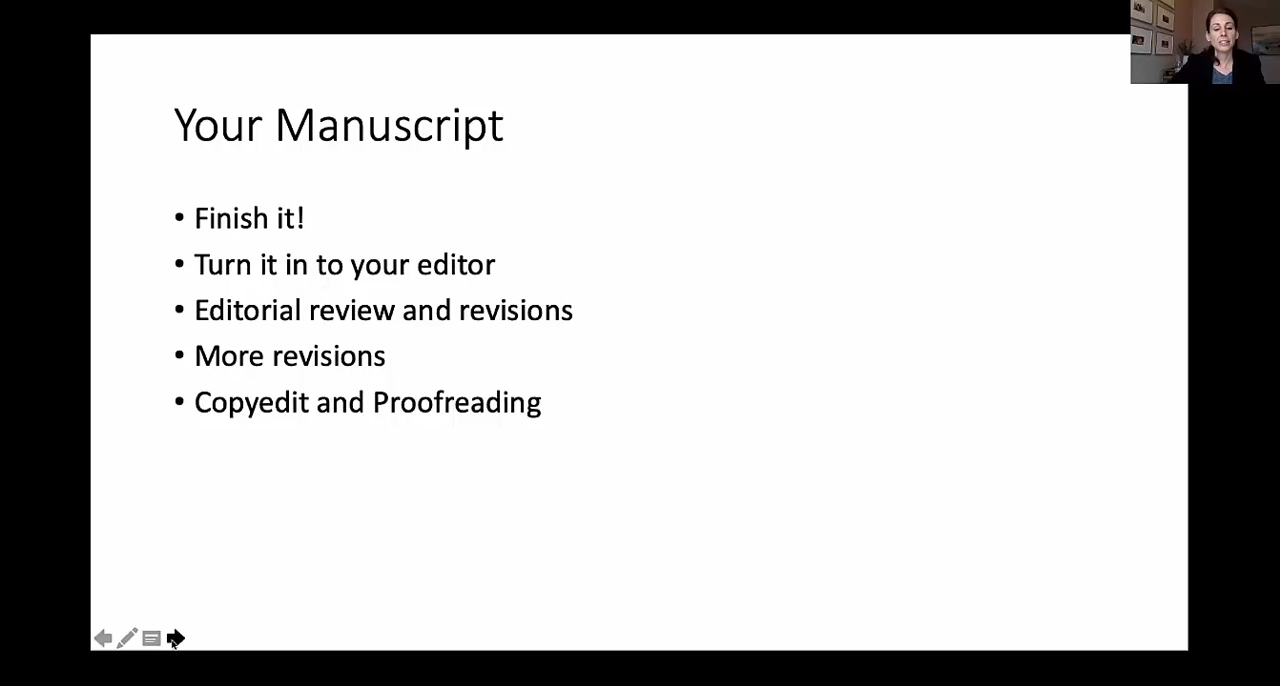 Your Manuscript
• Finish it!
• Turn it in to your editor
• Editorial review and revisions
• More revisions
• Copyedit and Proofreading